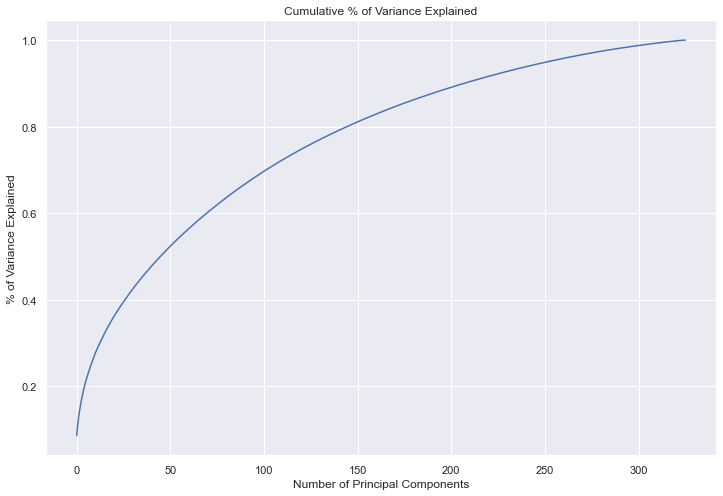 Cumulative % of Variance Explained
1.0
0.8
0.6
0.4
0.2
% of Variance Explained
0 50 100 150 200 250 300
Number of Principal Components